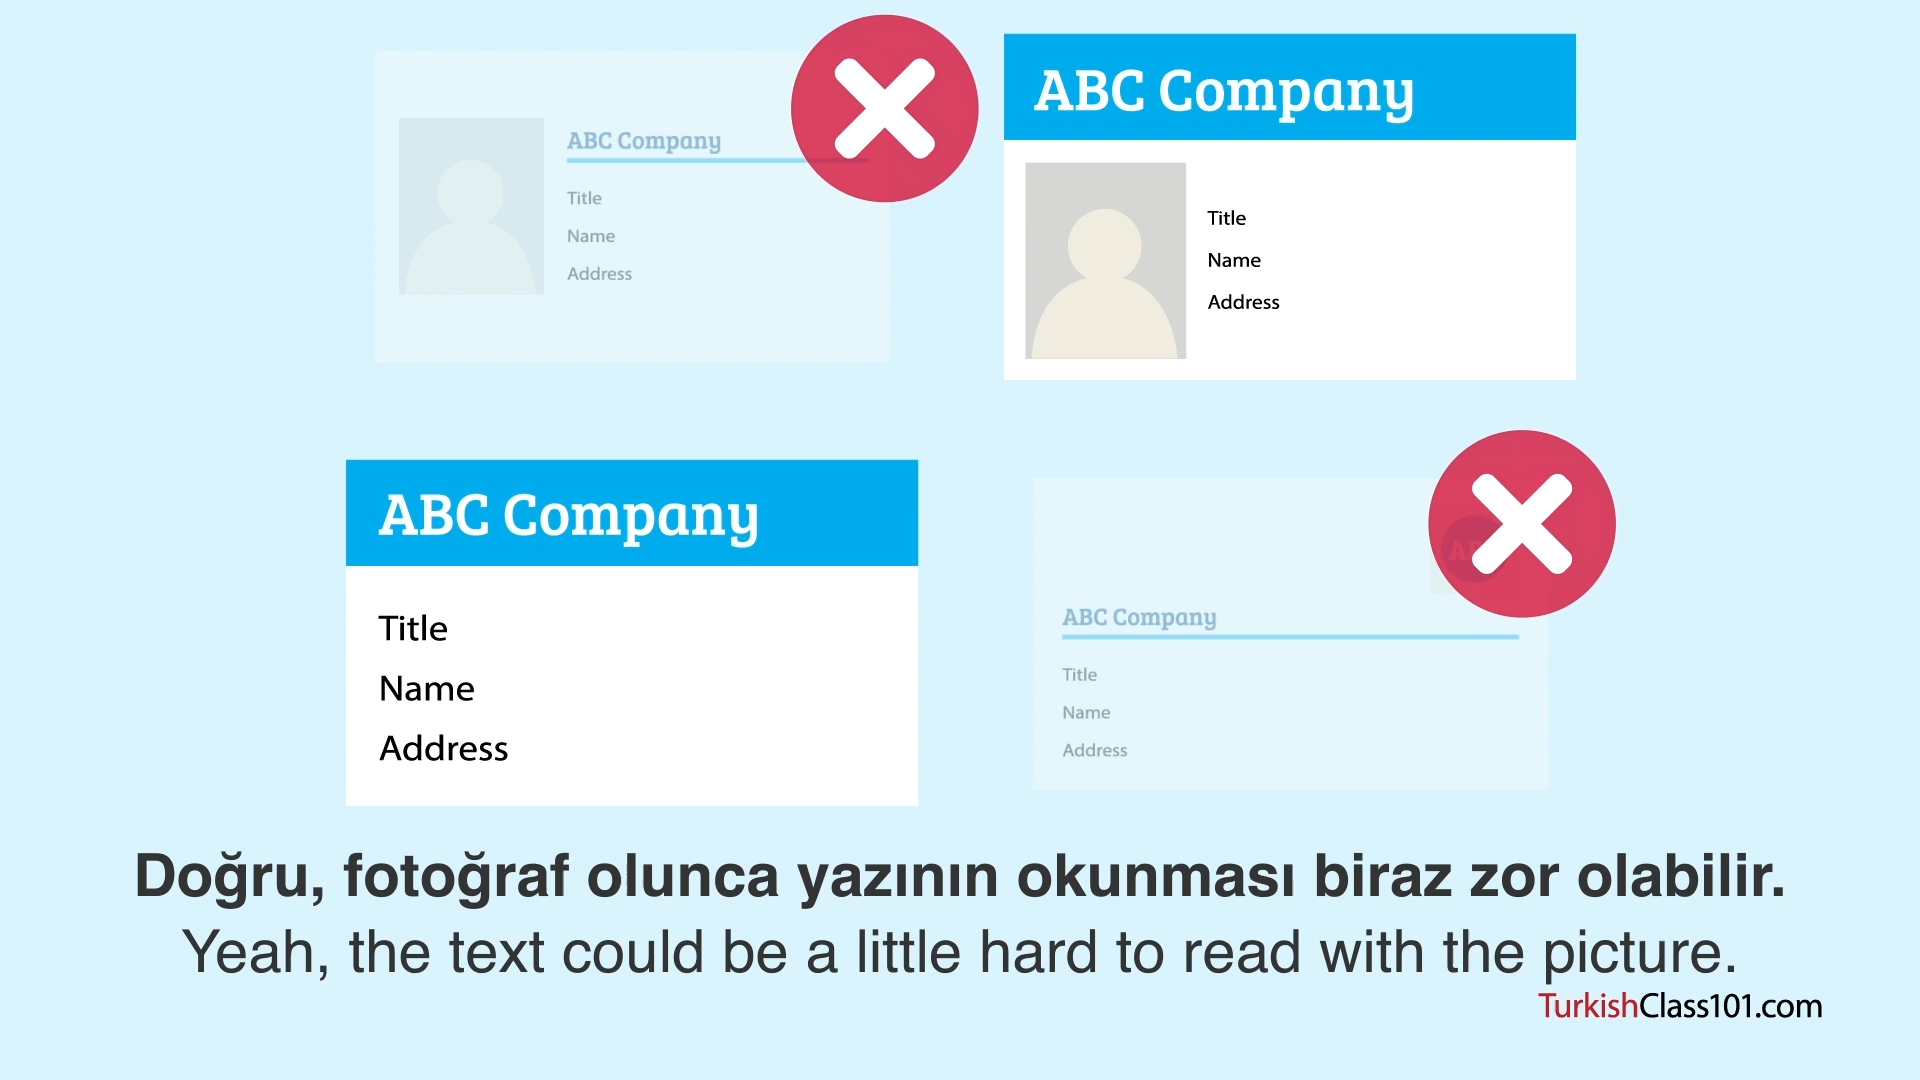 ABC Company
Title
Name
Address
ABC Company
Title
Name
Address
ABC Company
Title
Name
Address
ABC Company
Title
Name
Address
Doğru, fotoğraf olunca yazının okunması biraz zor olabilir.
Yeah, the text could be a little hard to read with the picture.
TurkishClass101.com